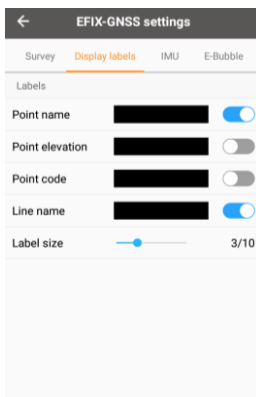 EFIX-GNSS settings
Survey Display labels IMU E-Bubble
Labels
Point name
Point elevation
Point code
Line name
Label size 3/10